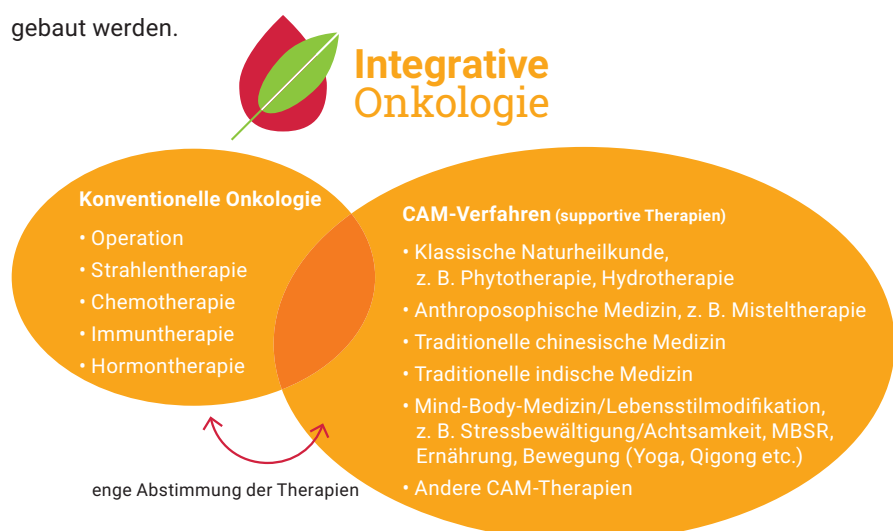 gebaut werden.
Integrative
Onkologie
Konventionelle Onkologie
• Operation
• Strahlentherapie
• Chemotherapie
• Immuntherapie
• Hormontherapie
CAM-Verfahren (supportive Therapien)
• Klassische Naturheilkunde,
z. B. Phytotherapie, Hydrotherapie
• Anthroposophische Medizin, z. B. Misteltherapie
• Traditionelle chinesische Medizin
• Traditionelle indische Medizin
• Mind-Body-Medizin/Lebensstilmodifikation,
z. B. Stressbewältigung/Achtsamkeit, MBSR,
Ernährung, Bewegung (Yoga, Qigong etc.)
• Andere CAM-Therapien
enge Abstimmung der Therapien